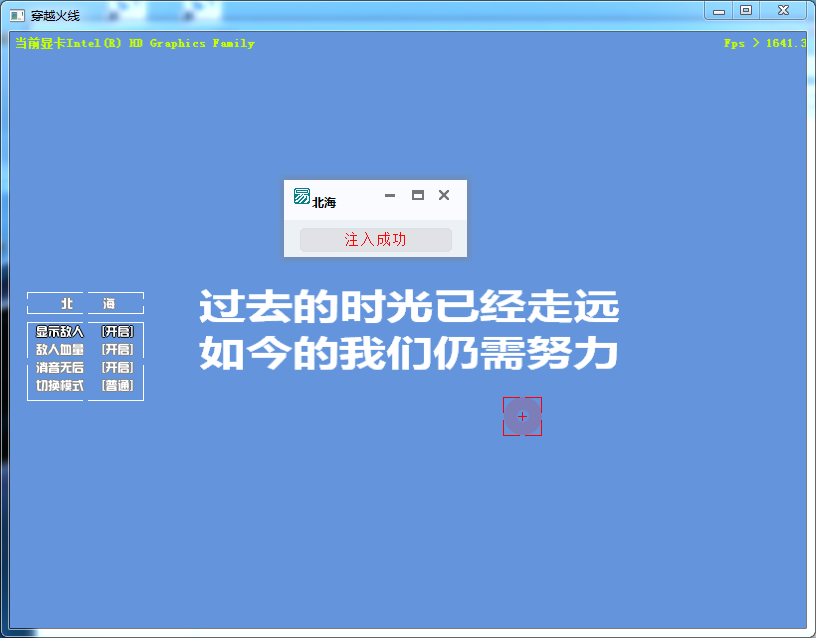 穿越火线
当前显卡Intel(R) HD Graphics Family
Fps > 1641.3
北海
注入成功
北 海
显示敌人 [开启]
敌人血量 [开启]
消音无后 [开启]
切换模式 [普通]
过去的时光已经走远
如今的我们仍需努力